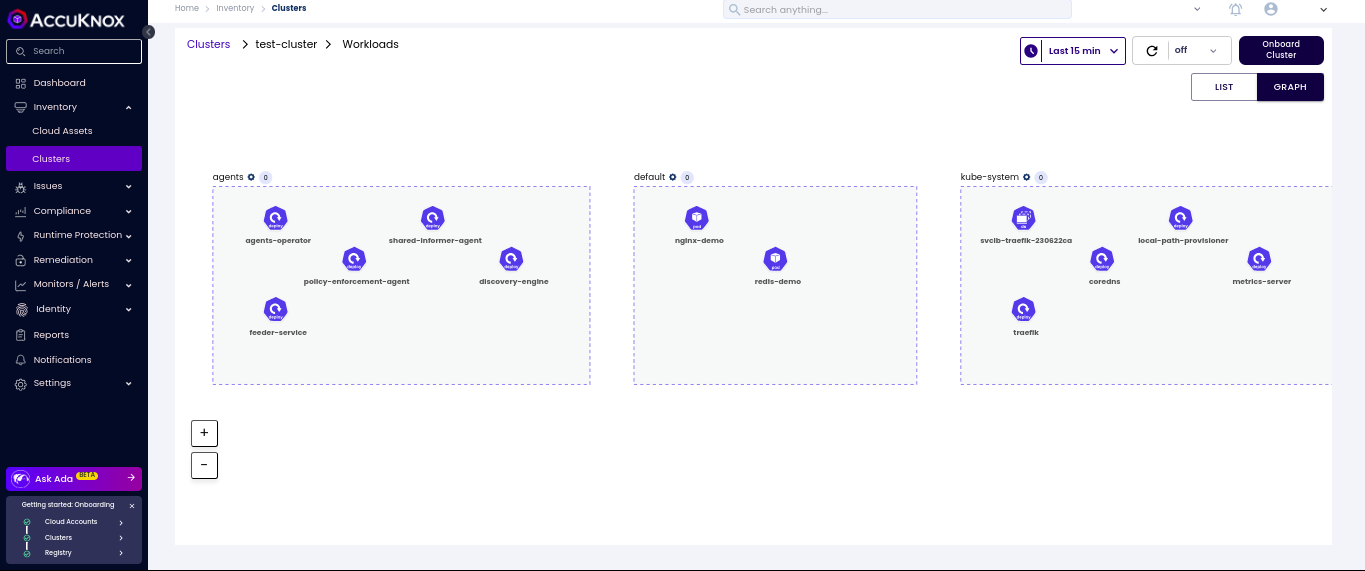 ACCUKNOX
Search
Dashboard
Inventory
Cloud Assets
Clusters
Issues
Compliance
Runtime Protection
Remediation
Monitors / Alerts
Identity
Reports
Notifications
Settings
Ask Ada BETA
Getting started: Onboarding
Cloud Accounts
Clusters
Registry
Home > Inventory > Clusters
Search anything...
Clusters > test-cluster > Workloads
Last 15 min
off
Onboard
Cluster
LIST
GRAPH
agents 0
agents-operator
shared-informer-agent
policy-enforcement-agent
discovery-engine
feeder-service
default 0
nginx-demo
redis-demo
kube-system 0
svclb-traefik-230622ca
local-path-provisioner
coredns
metrics-server
traefik
deploy
deploy
deploy
deploy
deploy
pod
pod
ds
deploy
deploy
deploy
deploy
+
-